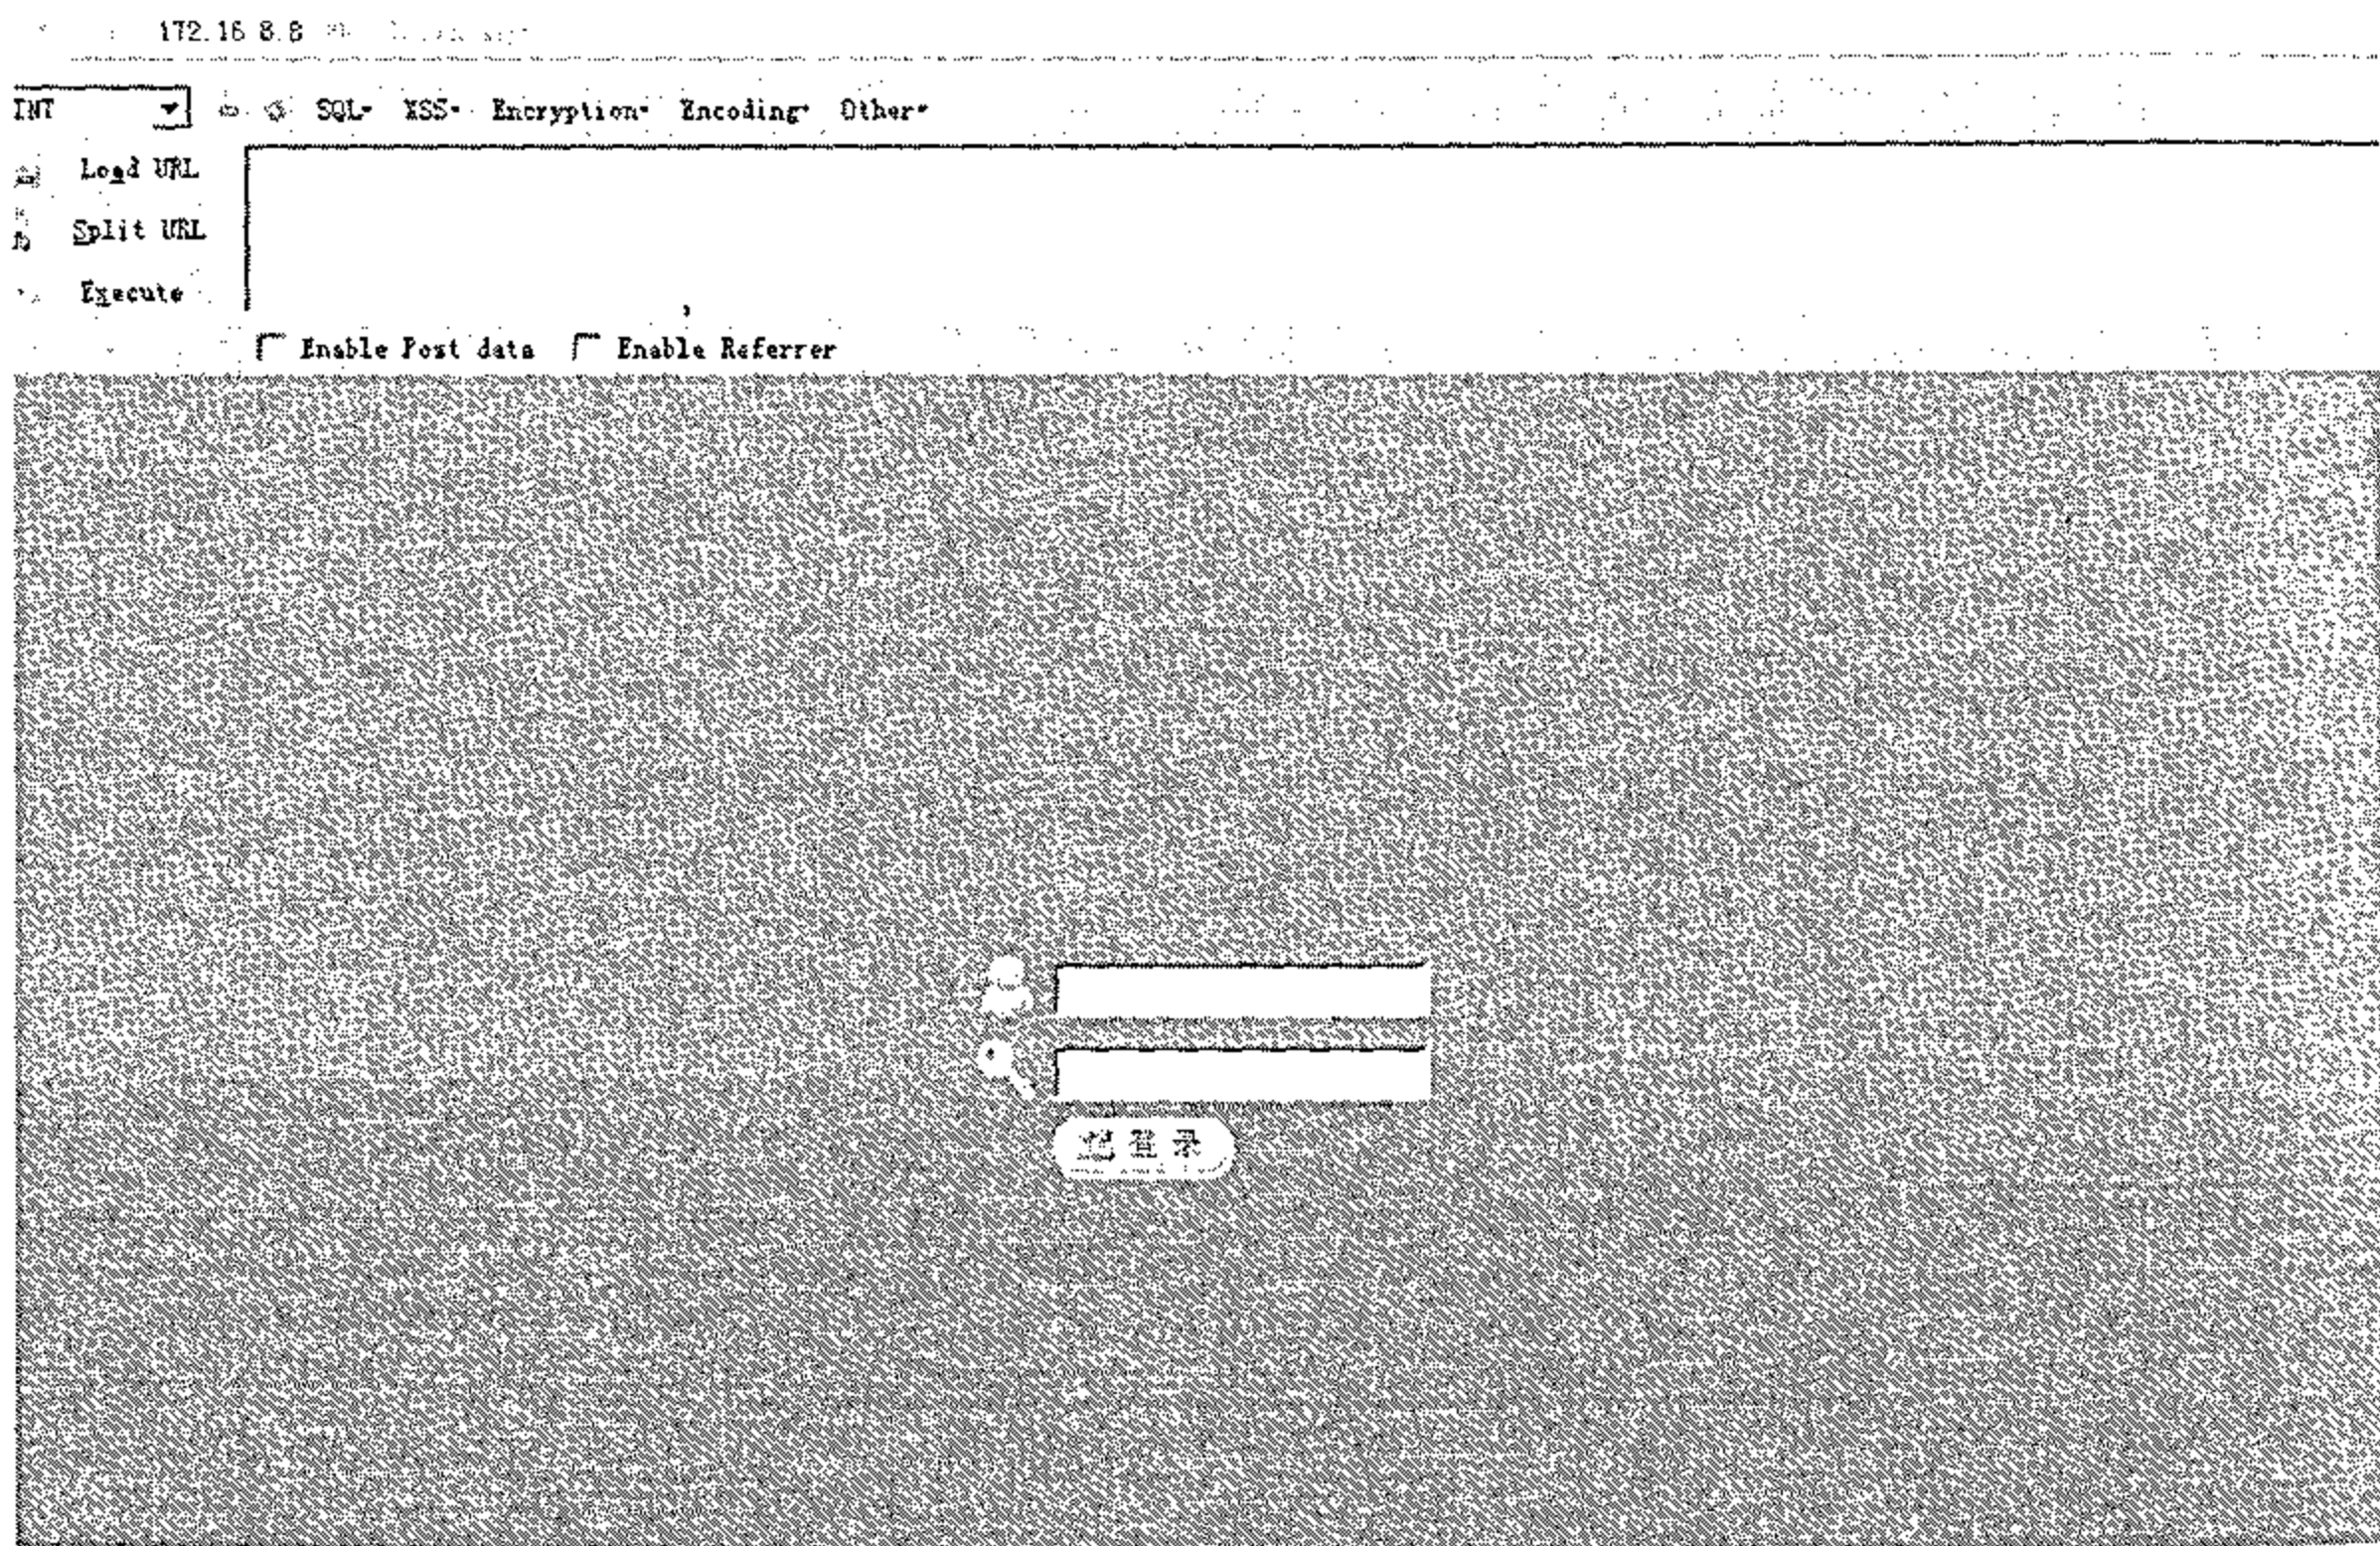 172.16.8.8
INT SQL- XSS- Encryption- Encoding- Other-
Load URL
Split URL
Execute
Enable Post data Enable Referrer
登录